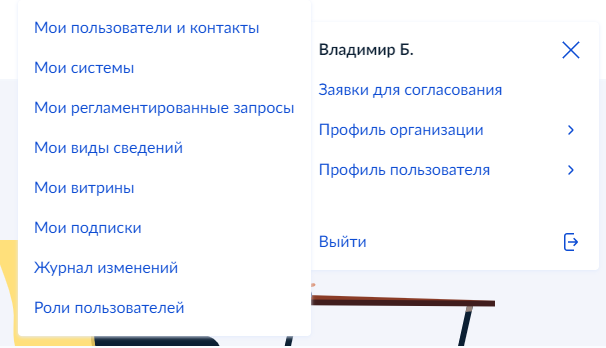 Мои пользователи и контакты
Мои системы
Мои регламентированные запросы
Мои виды сведений
Мои витрины
Мои подписки
Журнал изменений
Роли пользователей
Владимир Б.
Заявки для согласования
Профиль организации
Профиль пользователя
Выйти